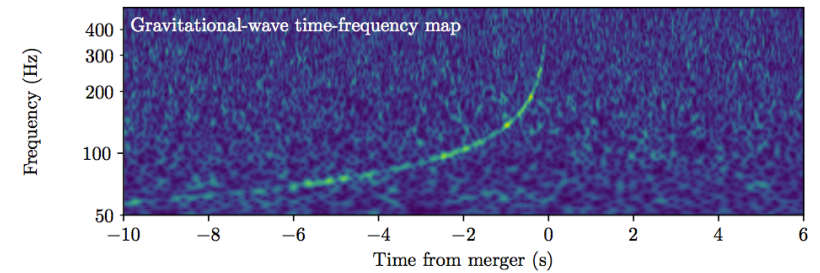 Gravitational-wave time-frequency map
Frequency (Hz)
400
300
200
100
50
−10 −8 −6 −4 −2 0 2 4 6
Time from merger (s)